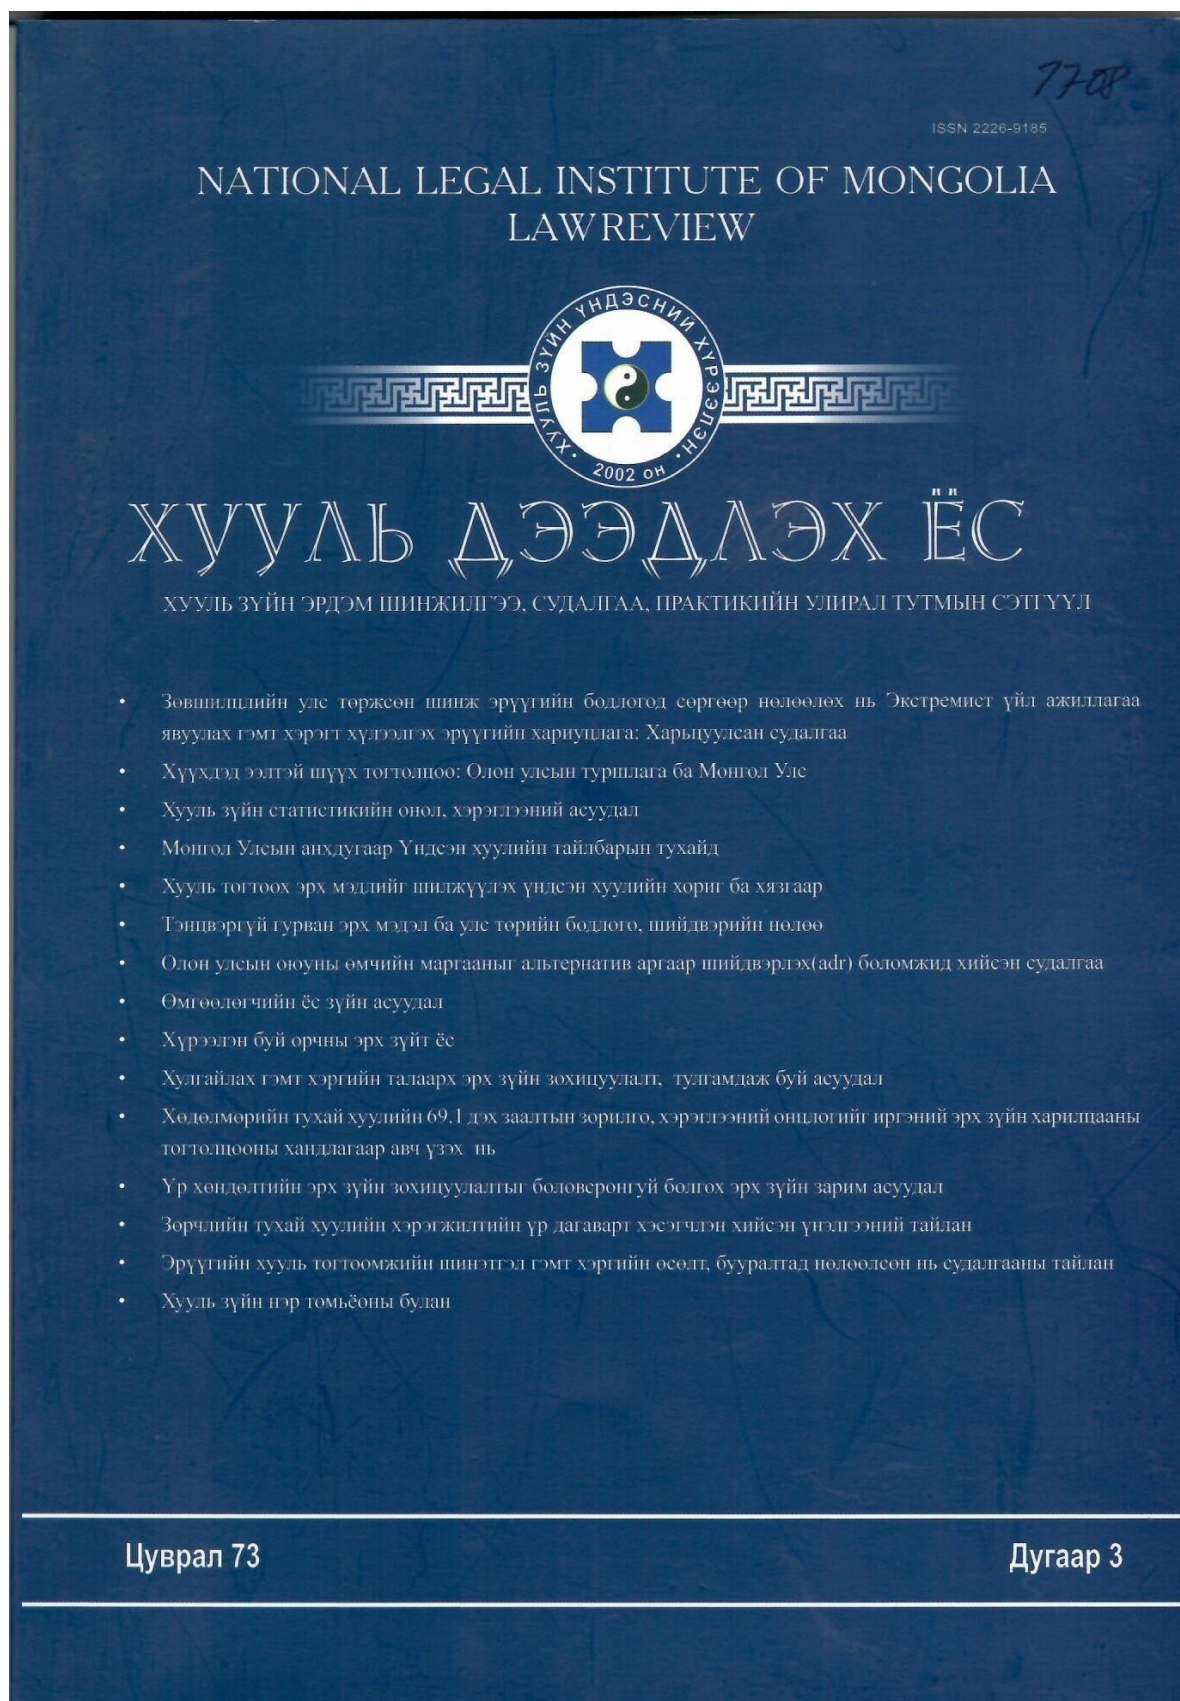 7708
ISSN 2226-9185
NATIONAL LEGAL INSTITUTE OF MONGOLIA
LAW REVIEW
ХУУЛЬ ЗҮЙН ҮНДЭСНИЙ ХҮРЭЭЛЭН
2002 ОН
ХУУЛЬ ДЭЭДЛЭХ ЁС
ХУУЛЬ ЗҮЙН ЭРДЭМ ШИНЖИЛГЭЭ, СУДАЛГАА, ПРАКТИКИЙН УЛИРАЛ ТУТМЫН СЭТГҮҮЛ
• Зөвшилцлийн улс төржсөн шинж эрүүгийн бодлогод сөргөөр нөлөөлөх нь Экстремист үйл ажиллагаа
явуулах гэмт хэрэгт хүлээлгэх эрүүгийн хариуцлага: Харьцуулсан судалгаа
• Хүүхдэд ээлтэй шүүх тогтолцоо: Олон улсын туршлага ба Монгол Улс
• Хууль зүйн статистикийн онол, хэрэглээний асуудал
• Монгол Улсын анхдугаар Үндсэн хуулийн тайлбарын тухайд
• Хууль тогтоох эрх мэдлийг шилжүүлэх үндсэн хуулийн хориг ба хязгаар
• Тэнцвэргүй гурван эрх мэдэл ба улс төрийн бодлого, шийдвэрийн нөлөө
• Олон улсын оюуны өмчийн маргааныг альтернатив аргаар шийдвэрлэх(adr) боломжид хийсэн судалгаа
• Өмгөөлөгчийн ёс зүйн асуудал
• Хүрээлэн буй орчны эрх зүйт ёс
• Хулгайлах гэмт хэргийн талаарх эрх зүйн зохицуулалт, тулгамдаж буй асуудал
• Хөдөлмөрийн тухай хуулийн 69.1 дэх заалтын зорилго, хэрэглээний онцлогийг иргэний эрх зүйн харилцааны
тогтолцооны хандлагаар авч үзэх нь
• Үр хөндөлтийн эрх зүйн зохицуулалтыг боловсронгуй болгох эрх зүйн зарим асуудал
• Зөрчлийн тухай хуулийн хэрэгжилтийн үр дагаварт хэсэгчлэн хийсэн үнэлгээний тайлан
• Эрүүгийн хууль тогтоомжийн шинэтгэл гэмт хэргийн өсөлт, бууралтад нөлөөлсөн нь судалгааны тайлан
• Хууль зүйн нэр томьёоны булан
Цуврал 73
Дугаар 3